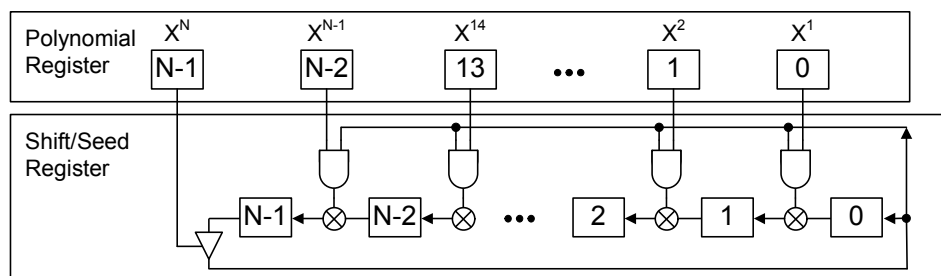 Polynomial
Register
X^N X^N-1 X^14 X^2 X^1
N-1 N-2 13 ••• 1 0
Shift/Seed
Register
N-1 N-2 ••• 2 1 0